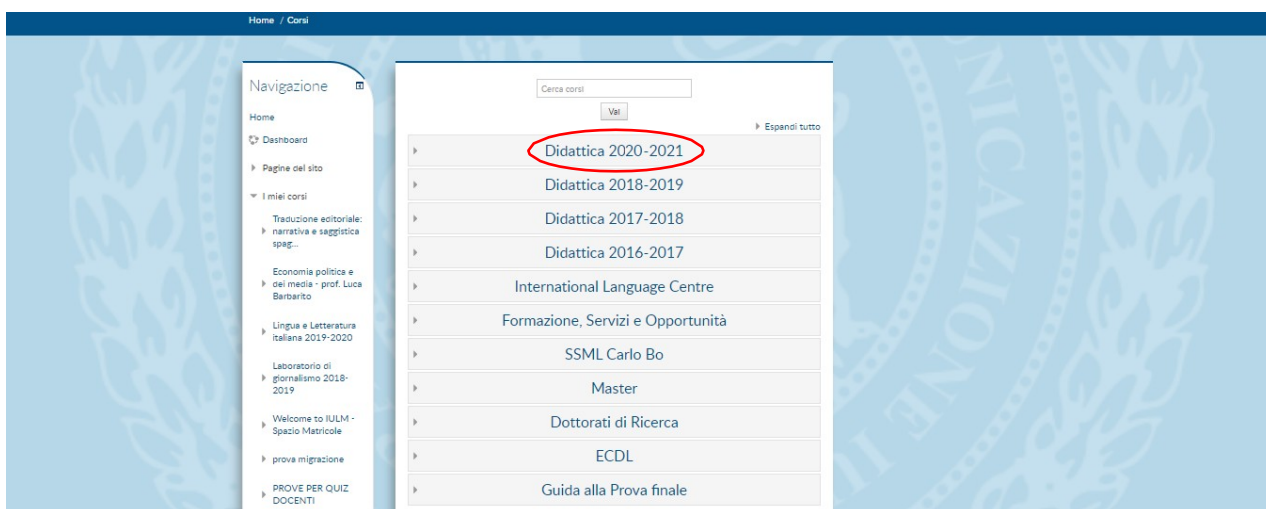 Home / Corsi
Navigazione
Home
Dashboard
Pagine del sito
I miei corsi
Traduzione editoriale:
narrativa e saggistica
spag...
Economia politica e
dei media - prof. Luca
Barbarito
Lingua e Letteratura
italiana 2019-2020
Laboratorio di
giornalismo 2018-
2019
Welcome to IULM -
Spazio Matricole
prova migrazione
PROVE PER QUIZ
DOCENTI
Cerca corsi
Vai
Espandi tutto
Didattica 2020-2021
Didattica 2018-2019
Didattica 2017-2018
Didattica 2016-2017
International Language Centre
Formazione, Servizi e Opportunità
SSML Carlo Bo
Master
Dottorati di Ricerca
ECDL
Guida alla Prova finale